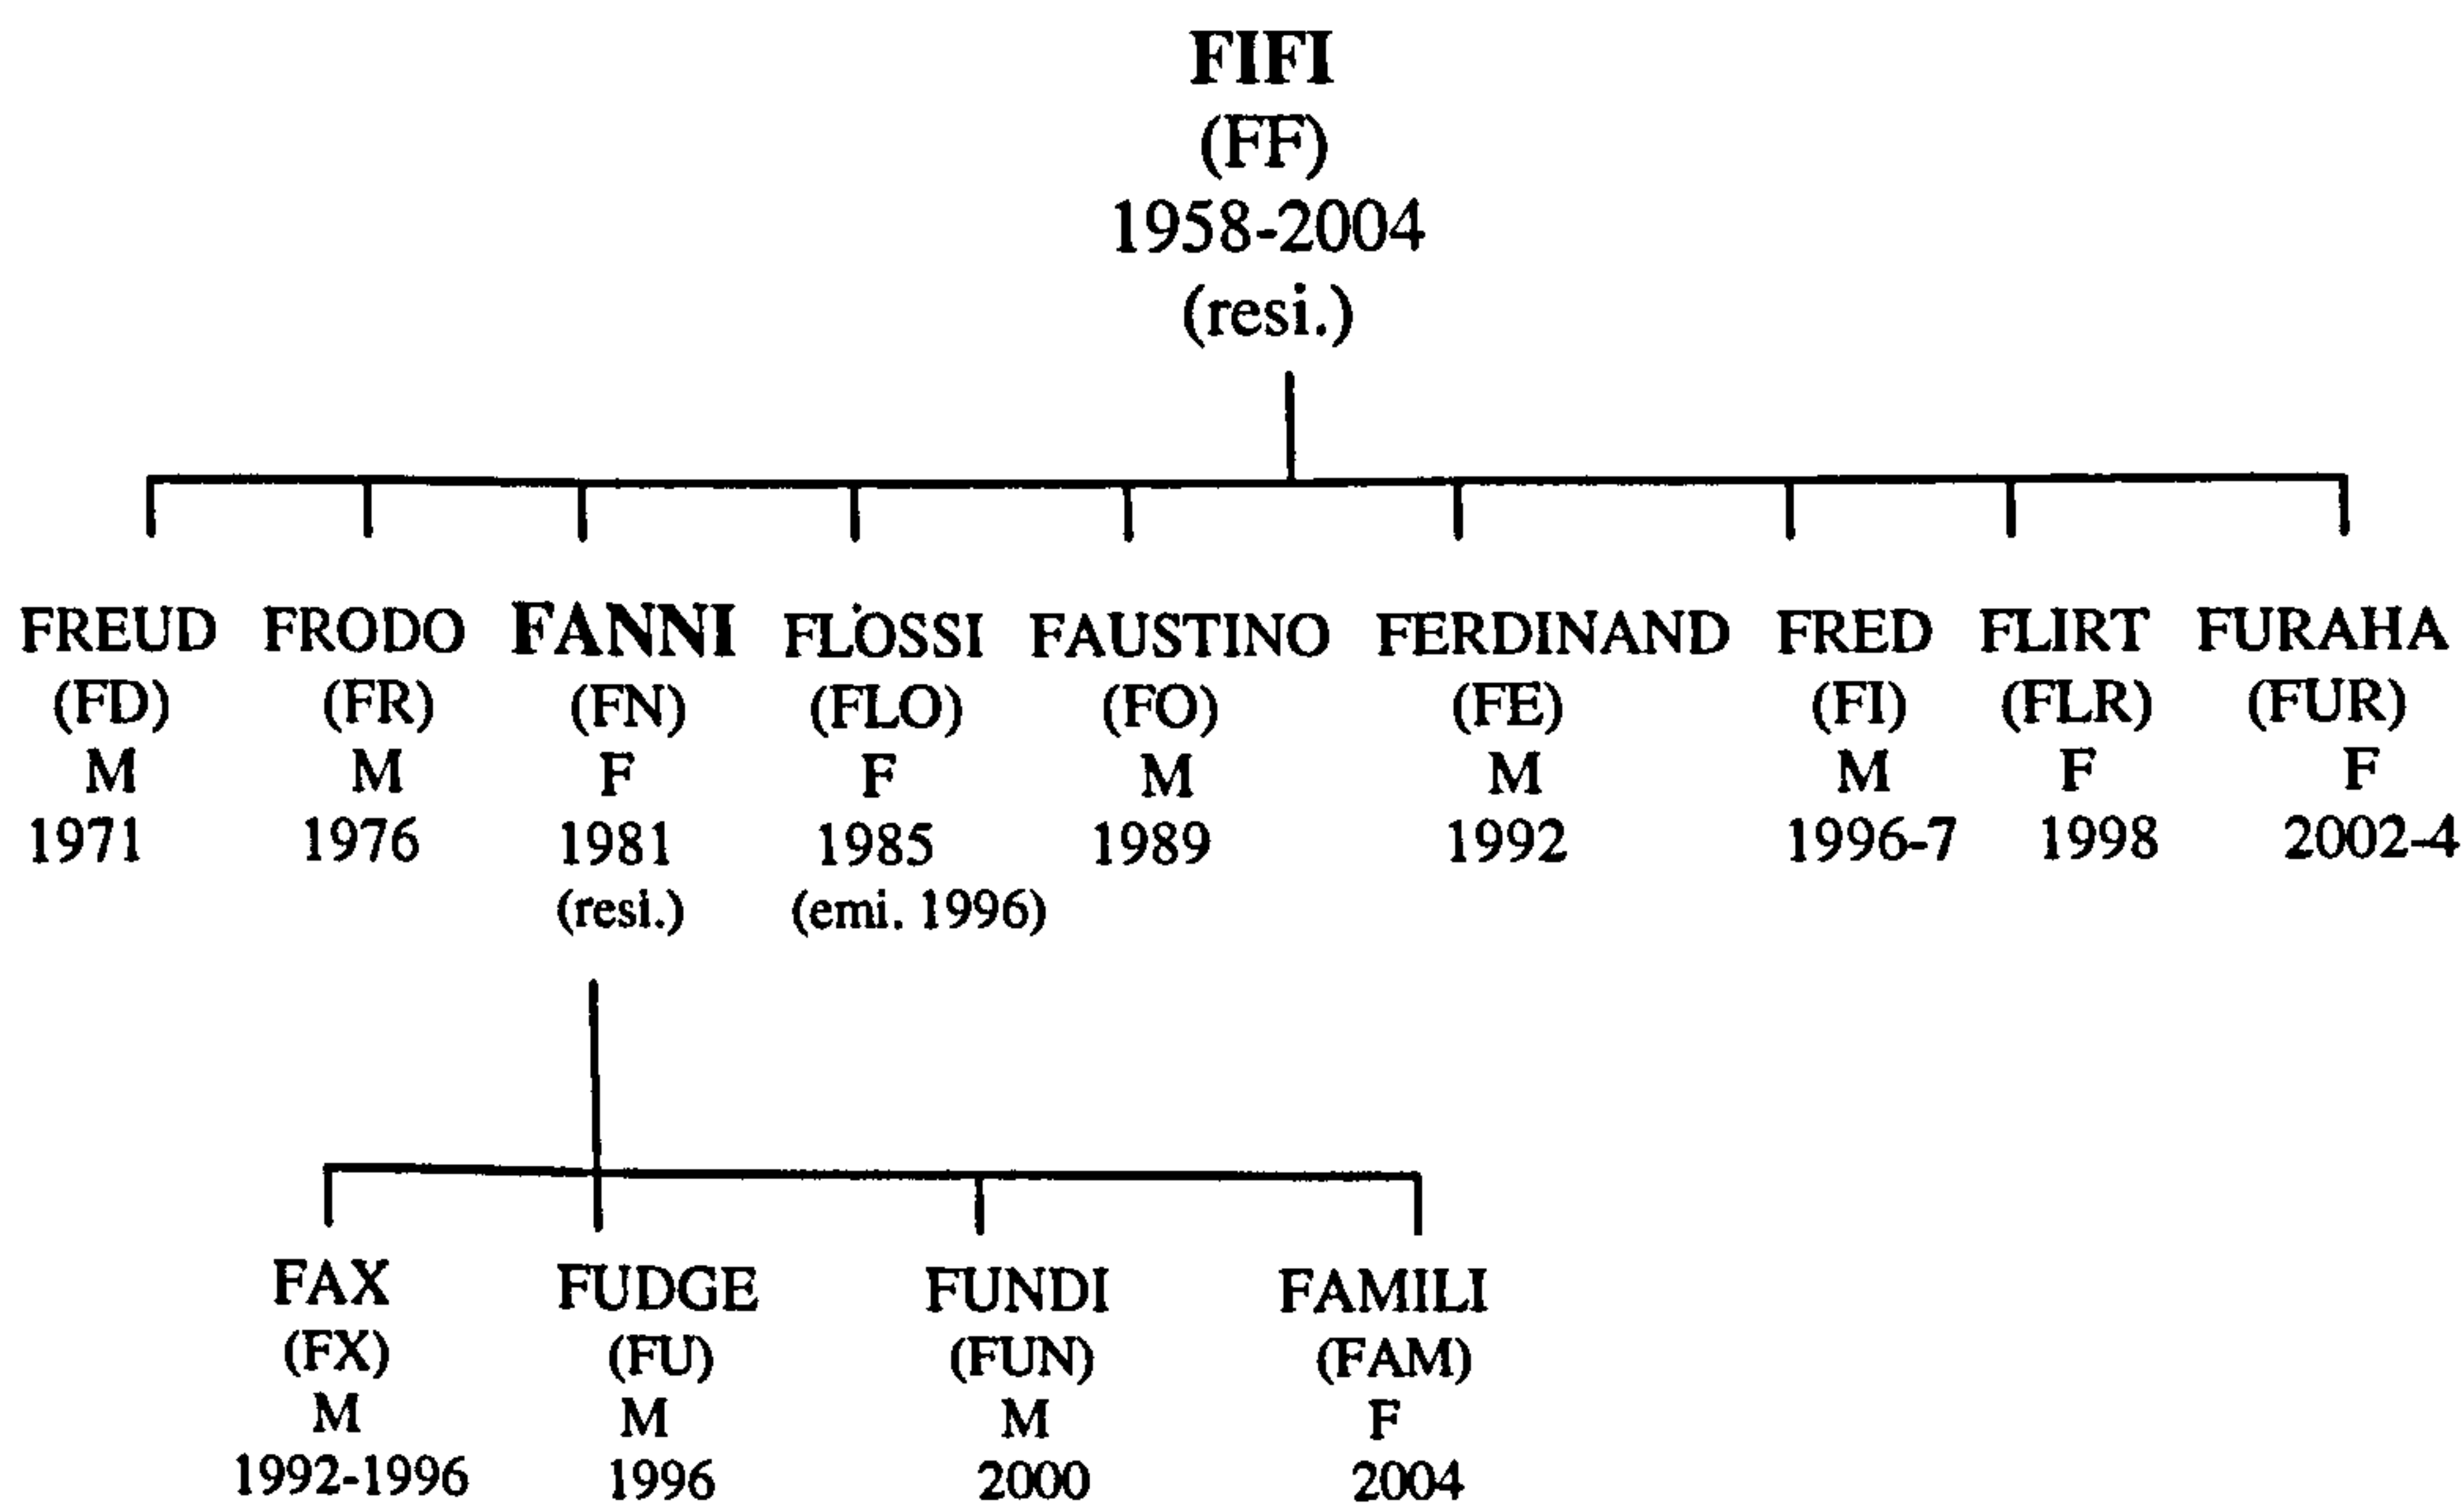 FIFI
(FF)
1958-2004
(resi.)
FREUD FRODO FANNI FLOSSI FAUSTINO FERDINAND FRED FLIRT FURAHA
(FD) (FR) (FN) (FLO) (FO) (FE) (FI) (FLR) (FUR)
M M F F M M M F F
1971 1976 1981 1985 1989 1992 1996-7 1998 2002-4
(resi.) (emi. 1996)
FAX FUDGE FUNDI FAMILI
(FX) (FU) (FUN) (FAM)
M M M F
1992-1996 1996 2000 2004